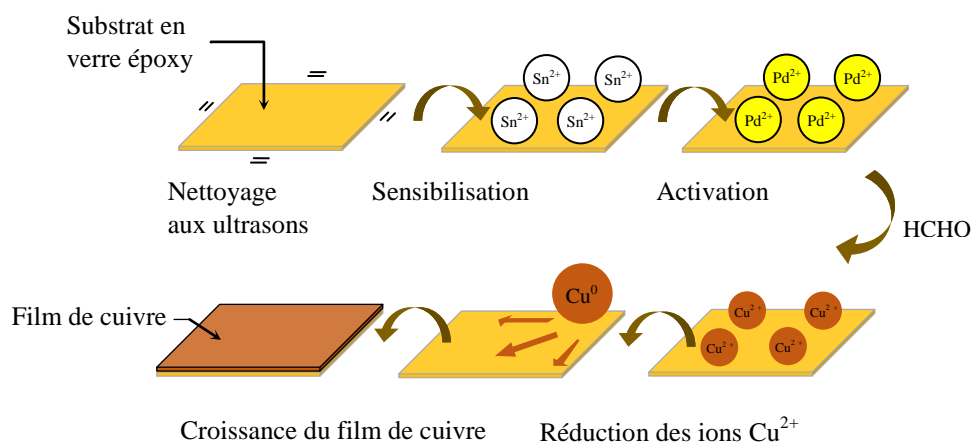 Substrat en
verre époxy
Sn²⁺ Sn²⁺
Sn²⁺ Sn²⁺
Pd²⁺ Pd²⁺
Pd²⁺ Pd²⁺
Nettoyage
aux ultrasons
Sensibilisation
Activation
HCHO
Film de cuivre
Cu⁰
Cu²⁺ Cu²⁺
Cu²⁺ Cu²⁺
Croissance du film de cuivre
Réduction des ions Cu²⁺